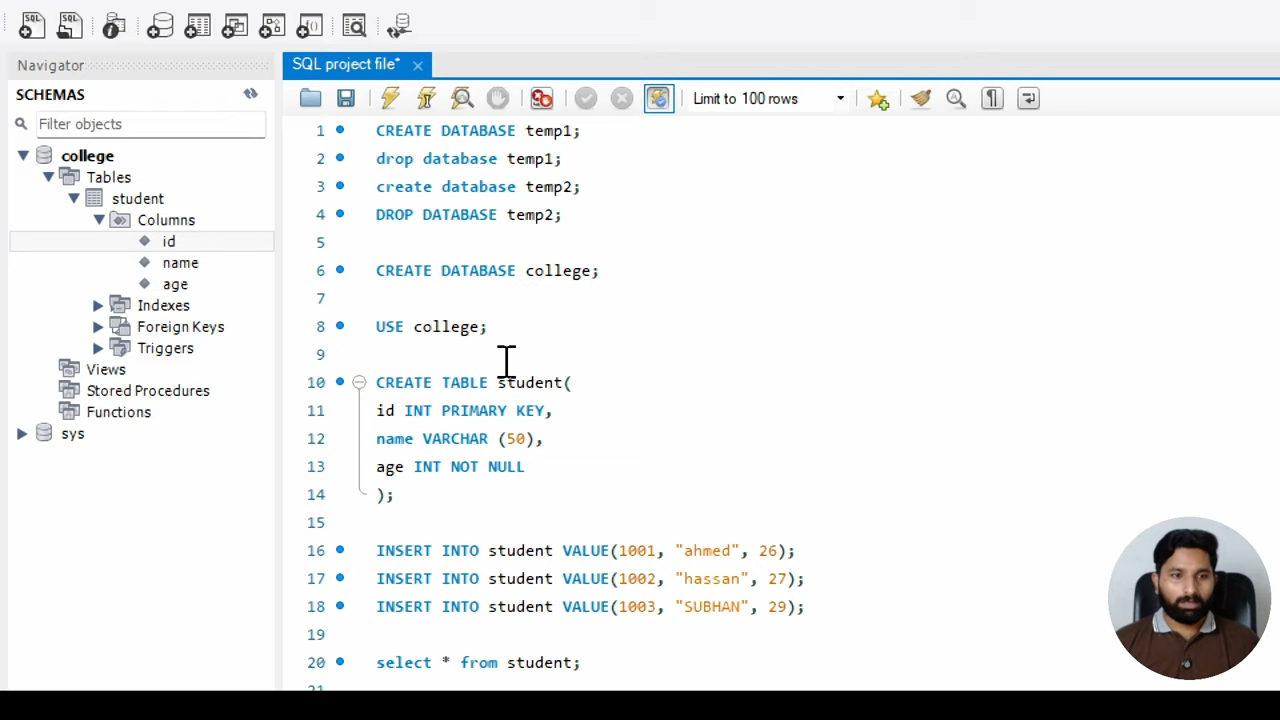 SQL SQL
SQL project file*
Navigator
SCHEMAS
Filter objects
college
Tables
student
Columns
id
name
age
Indexes
Foreign Keys
Triggers
Views
Stored Procedures
Functions
sys
Limit to 100 rows
1 CREATE DATABASE temp1;
2 drop database temp1;
3 create database temp2;
4 DROP DATABASE temp2;
5
6 CREATE DATABASE college;
7
8 USE college;
9
10 CREATE TABLE student(
11 id INT PRIMARY KEY,
12 name VARCHAR (50),
13 age INT NOT NULL
14 );
15
16 INSERT INTO student VALUE(1001, "ahmed", 26);
17 INSERT INTO student VALUE(1002, "hassan", 27);
18 INSERT INTO student VALUE(1003, "SUBHAN", 29);
19
20 select * from student;
21